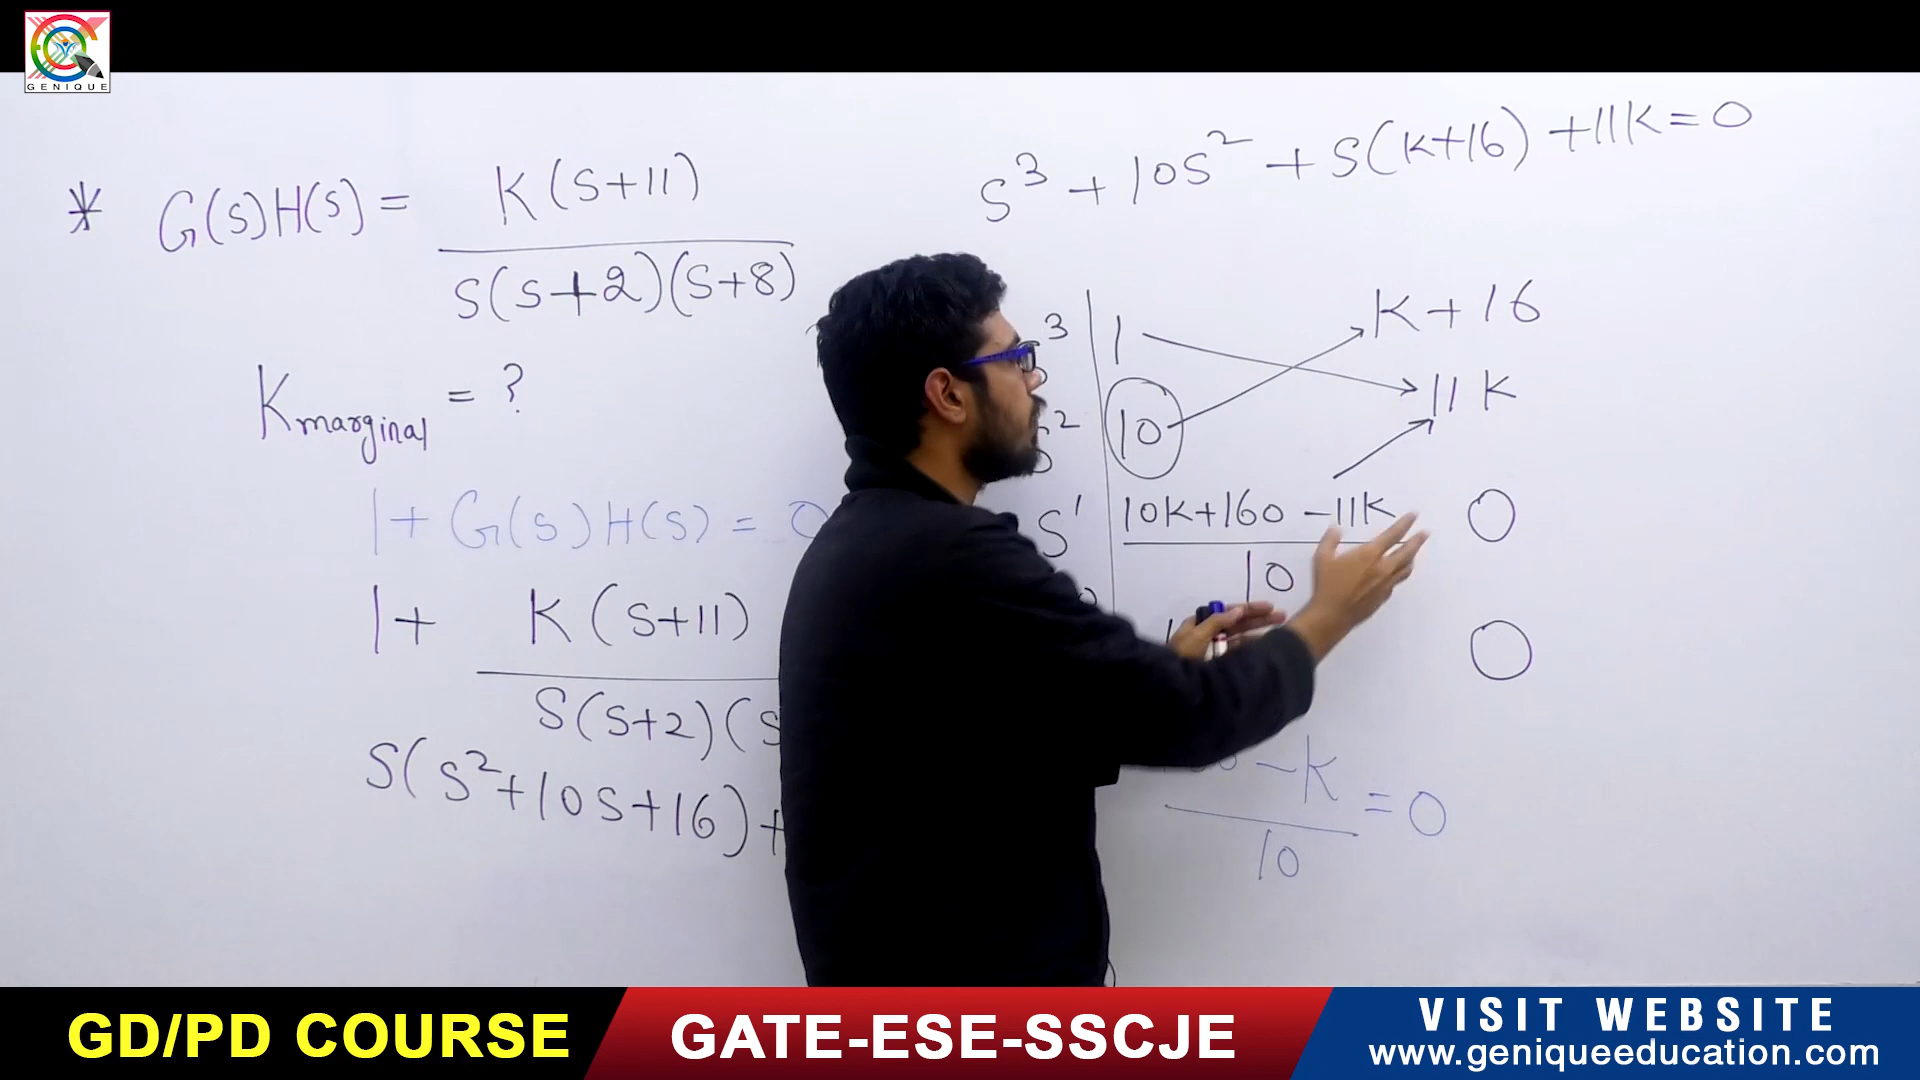 GENIQUE
* G(s)H(s) = K(s+11)
s(s+2)(s+8)
Kmarginal = ?
1+ G(s)H(s) = 0
1+ K(s+11)
s(s+2)(s
s(s²+10s+16)+
s³ + 10s² + s(k+16) + 11k = 0
3 1 K+16
2 10 11K
s¹ 10k+160 -11k 0
10
0
-k
= 0
10
GD/PD COURSE
GATE-ESE-SSCJE
VISIT WEBSITE
www.geniqueeducation.com